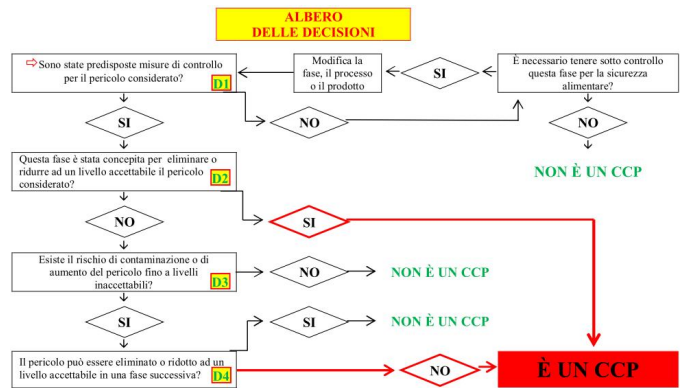 ALBERO
DELLE DECISIONI
⇨Sono state predisposte misure di controllo
per il pericolo considerato?
D1
Modifica la
fase, il processo
o il prodotto
SI
È necessario tenere sotto controllo
questa fase per la sicurezza
alimentare?
SI
NO
NO
NON È UN CCP
Questa fase è stata concepita per eliminare o
ridurre ad un livello accettabile il pericolo
considerato?
D2
NO
SI
Esiste il rischio di contaminazione o di
aumento del pericolo fino a livelli
inaccettabili?
D3
NO
NON È UN CCP
SI
SI
NON È UN CCP
Il pericolo può essere eliminato o ridotto ad un
livello accettabile in una fase successiva?
D4
NO
È UN CCP